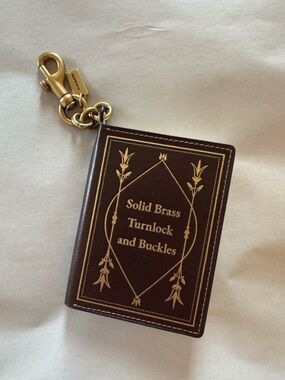 Solid Brass
Turnlock
and Buckles